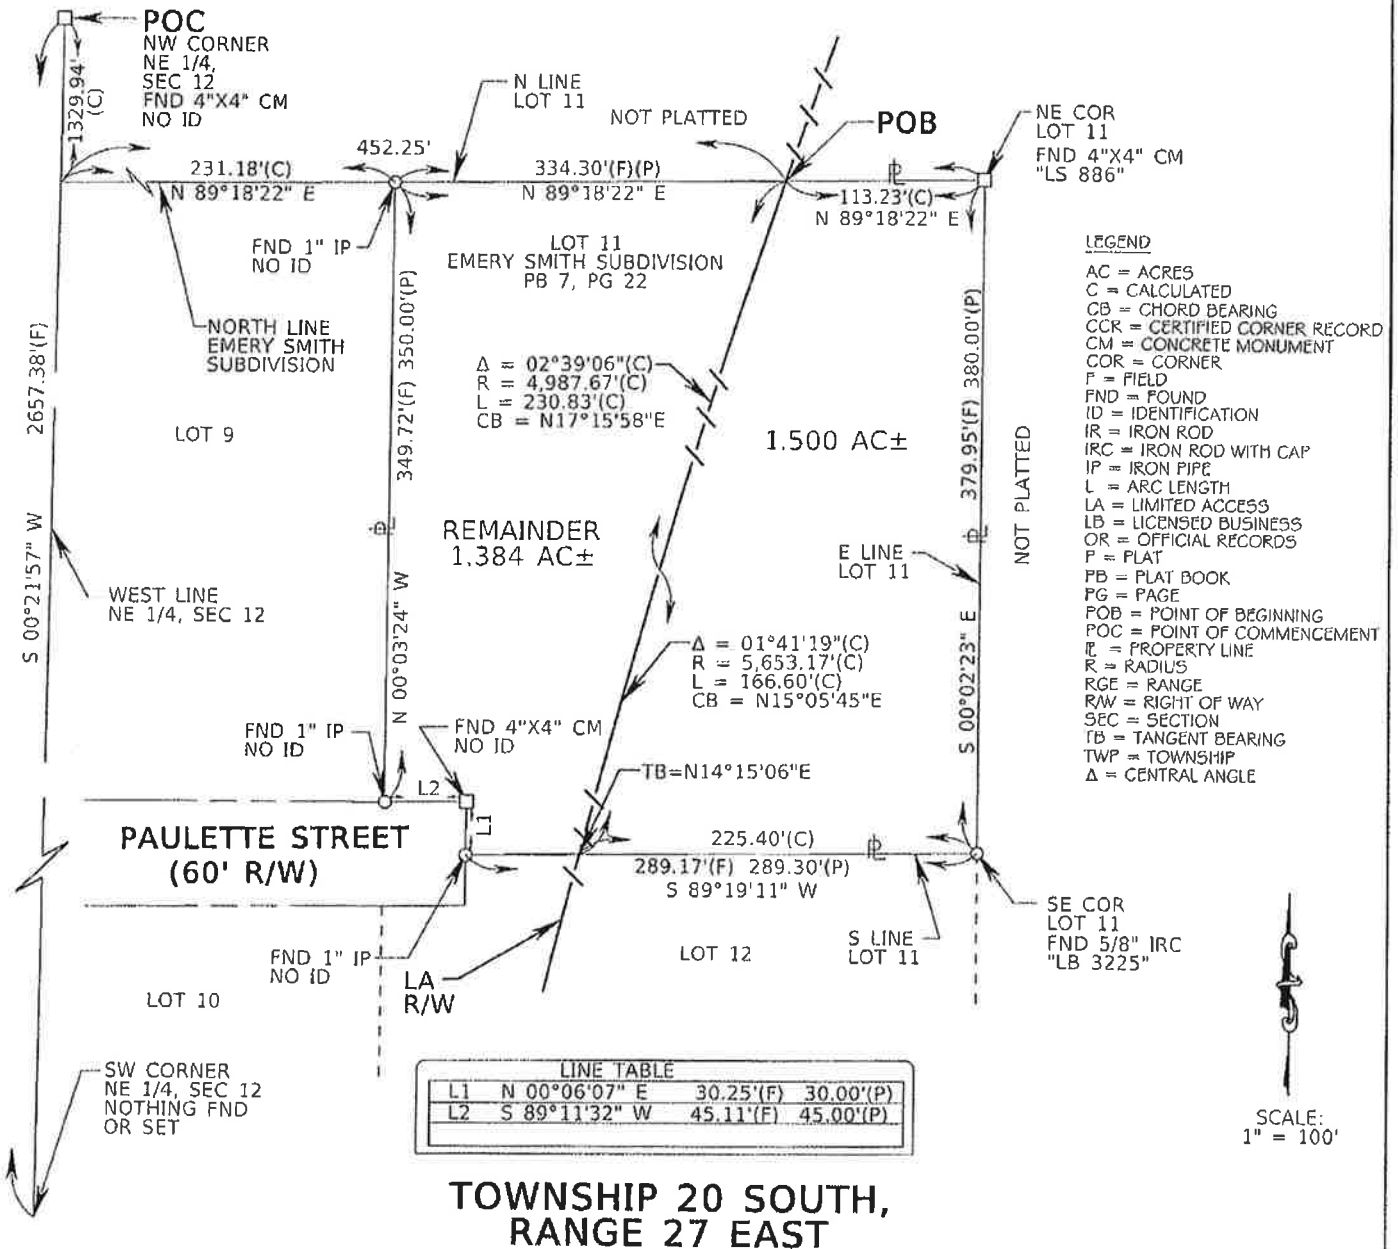 POC
NW CORNER
NE 1/4,
SEC 12
FND 4"X4" CM
NO ID
1329.94'
(C)
N LINE
LOT 11
NOT PLATTED
POB
NE COR
LOT 11
FND 4"X4" CM
"LS 886"
452.25'
231.18'(C)
N 89°18'22" E
334.30'(F)(P)
N 89°18'22" E
113.23'(C)
N 89°18'22" E
FND 1" IP
NO ID
LOT 11
EMERY SMITH SUBDIVISION
PB 7, PG 22
NORTH LINE
EMERY SMITH
SUBDIVISION
2657.38'(F)
S 00°21'57" W
349.72'(F) 350.00'(P)
N 00°03'24" W
Δ = 02°39'06"(C)
R = 4,987.67'(C)
L = 230.83'(C)
CB = N17°15'58"E
LOT 9
1.500 AC±
379.95'(F) 380.00'(P)
S 00°02'23" E
NOT PLATTED
REMAINDER
1.384 AC±
E LINE
LOT 11
WEST LINE
NE 1/4, SEC 12
Δ = 01°41'19"(C)
R = 5,653.17'(C)
L = 166.60'(C)
CB = N15°05'45"E
LEGEND
AC = ACRES
C = CALCULATED
CB = CHORD BEARING
CCR = CERTIFIED CORNER RECORD
CM = CONCRETE MONUMENT
COR = CORNER
F = FIELD
FND = FOUND
ID = IDENTIFICATION
IR = IRON ROD
IRC = IRON ROD WITH CAP
IP = IRON PIPE
L = ARC LENGTH
LA = LIMITED ACCESS
LB = LICENSED BUSINESS
OR = OFFICIAL RECORDS
P = PLAT
PB = PLAT BOOK
PG = PAGE
POB = POINT OF BEGINNING
POC = POINT OF COMMENCEMENT
PL = PROPERTY LINE
R = RADIUS
RGE = RANGE
R/W = RIGHT OF WAY
SEC = SECTION
TB = TANGENT BEARING
TWP = TOWNSHIP
Δ = CENTRAL ANGLE
FND 1" IP
NO ID
FND 4"X4" CM
NO ID
L2
L1
TB=N14°15'06"E
PAULETTE STREET
(60' R/W)
225.40'(C)
289.17'(F) 289.30'(P)
S 89°19'11" W
SE COR
LOT 11
FND 5/8" IRC
"LB 3225"
FND 1" IP
NO ID
LA
R/W
LOT 12
S LINE
LOT 11
LOT 10
SW CORNER
NE 1/4, SEC 12
NOTHING FND
OR SET
LINE TABLE
L1 N 00°06'07" E 30.25'(F) 30.00'(P)
L2 S 89°11'32" W 45.11'(F) 45.00'(P)
SCALE:
1" = 100'
TOWNSHIP 20 SOUTH,
RANGE 27 EAST